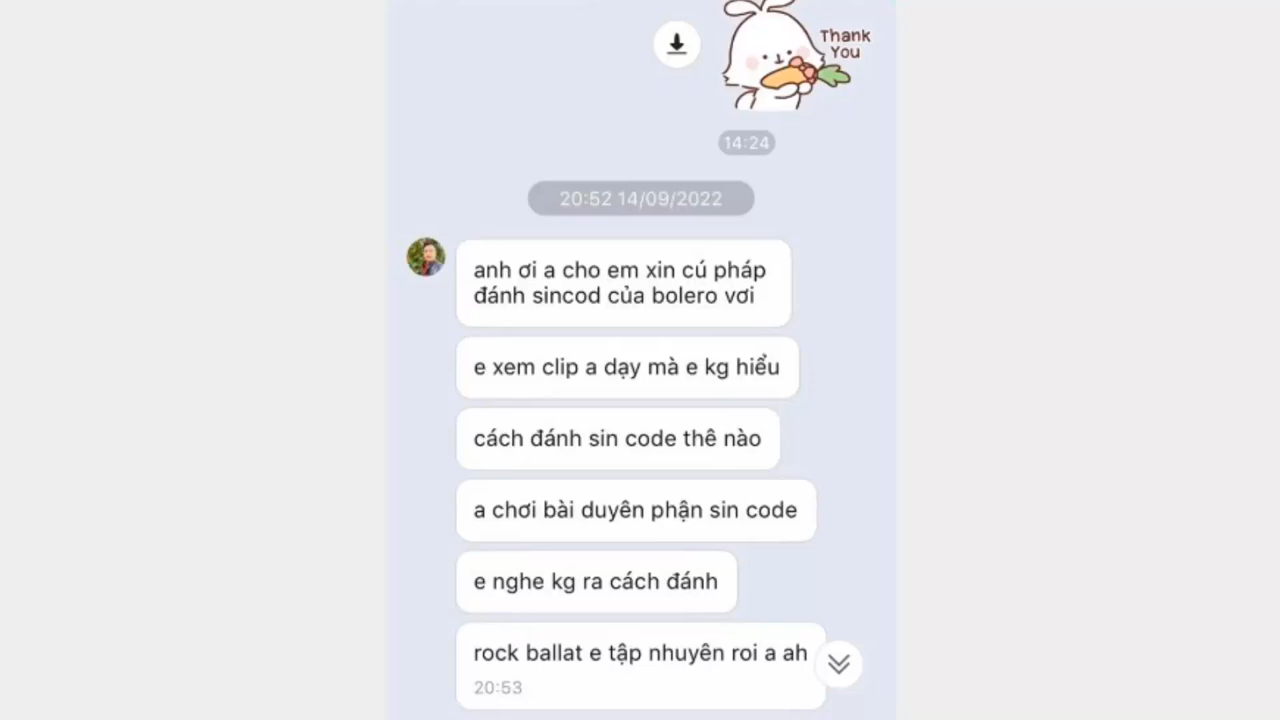 Thank
You
14:24
20:52 14/09/2022
anh ơi a cho em xin cú pháp
đánh sincod của bolero vơi
e xem clip a dạy mà e kg hiểu
cách đánh sin code thê nào
a chơi bài duyên phận sin code
e nghe kg ra cách đánh
rock ballat e tập nhuyên roi a ah
20:53